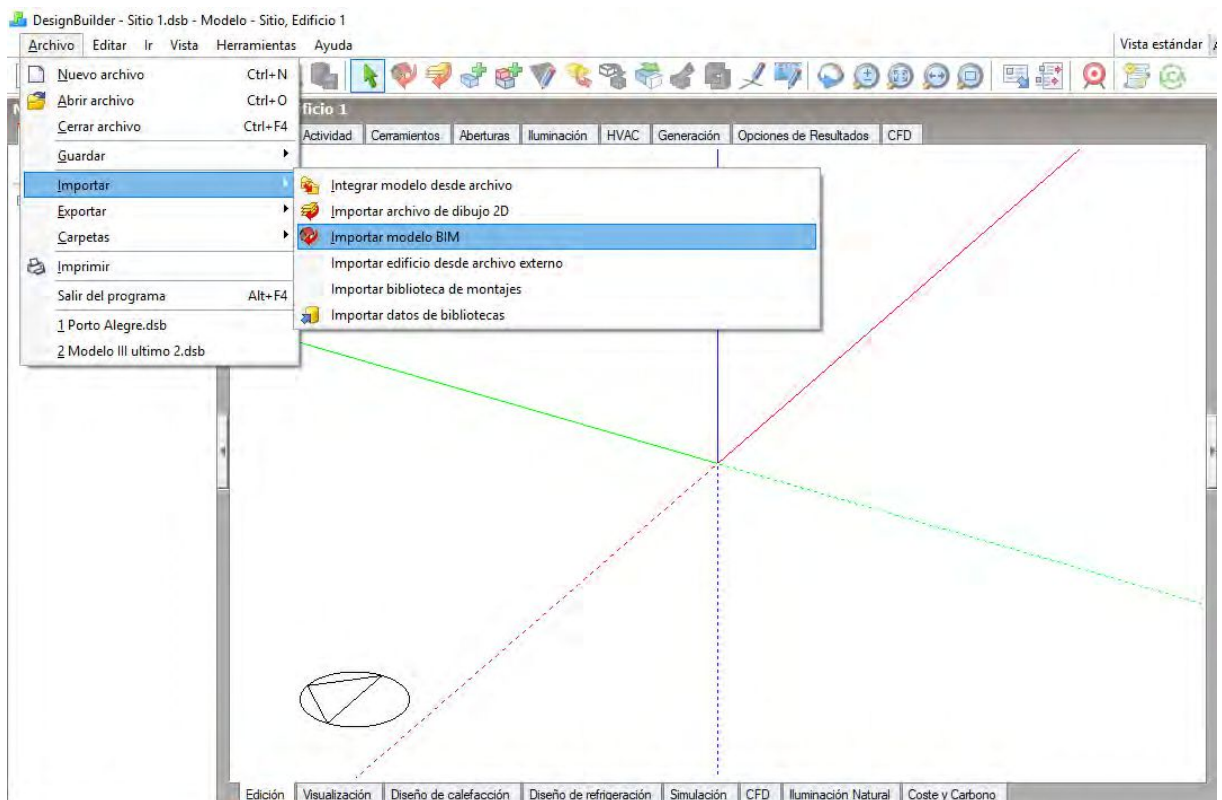 DesignBuilder - Sitio 1.dsb - Modelo - Sitio, Edificio 1
Archivo Editar Ir Vista Herramientas Ayuda
Vista estándar
Nuevo archivo Ctrl+N
Abrir archivo Ctrl+O
Cerrar archivo Ctrl+F4
Guardar
Importar
Exportar
Carpetas
Imprimir
Salir del programa Alt+F4
1 Porto Alegre.dsb
2 Modelo III ultimo 2.dsb
ficio 1
Actividad Cerramientos Aberturas Iluminación HVAC Generación Opciones de Resultados CFD
Integrar modelo desde archivo
Importar archivo de dibujo 2D
Importar modelo BIM
Importar edificio desde archivo externo
Importar biblioteca de montajes
Importar datos de bibliotecas
Edición Visualización Diseño de calefacción Diseño de refrigeración Simulación CFD Iluminación Natural Coste y Carbono